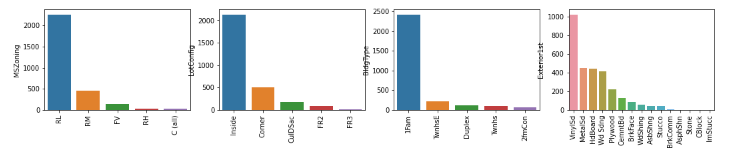 MSZoning
2000
1500
1000
500
0
RL
RM
FV
RH
C (all)
LotConfig
2000
1500
1000
500
0
Inside
Corner
CulDSac
FR2
FR3
BldgType
2500
2000
1500
1000
500
0
1Fam
TwnhsE
Duplex
Twnhs
2fmCon
Exterior1st
1000
800
600
400
200
0
VinylSd
MetalSd
HdBoard
Wd Sdng
Plywood
CemntBd
BrkFace
WdShing
AsbShng
Stucco
BrkComm
AsphShn
Stone
CBlock
ImStucc